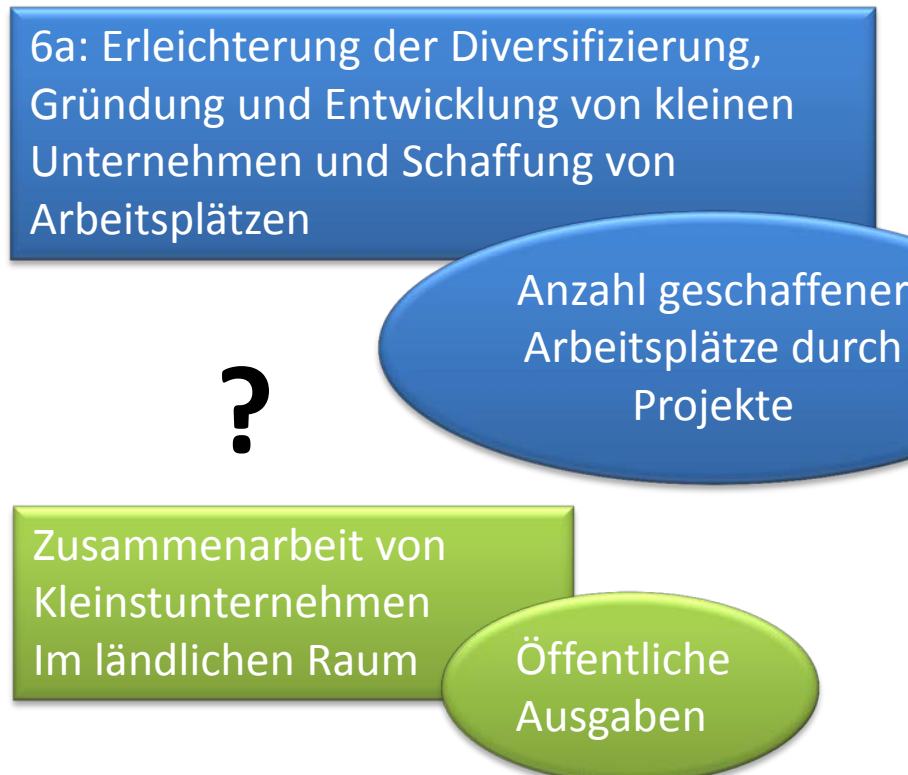 6a: Erleichterung der Diversifizierung,
Gründung und Entwicklung von kleinen
Unternehmen und Schaffung von
Arbeitsplätzen
Anzahl geschaffener
Arbeitsplätze durch
Projekte
?
Zusammenarbeit von
Kleinstunternehmen
Im ländlichen Raum
Öffentliche
Ausgaben